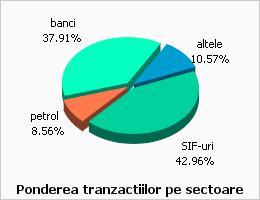 banci
37.91%
altele
10.57%
petrol
8.56%
SIF-uri
42.96%
Ponderea tranzactiilor pe sectoare